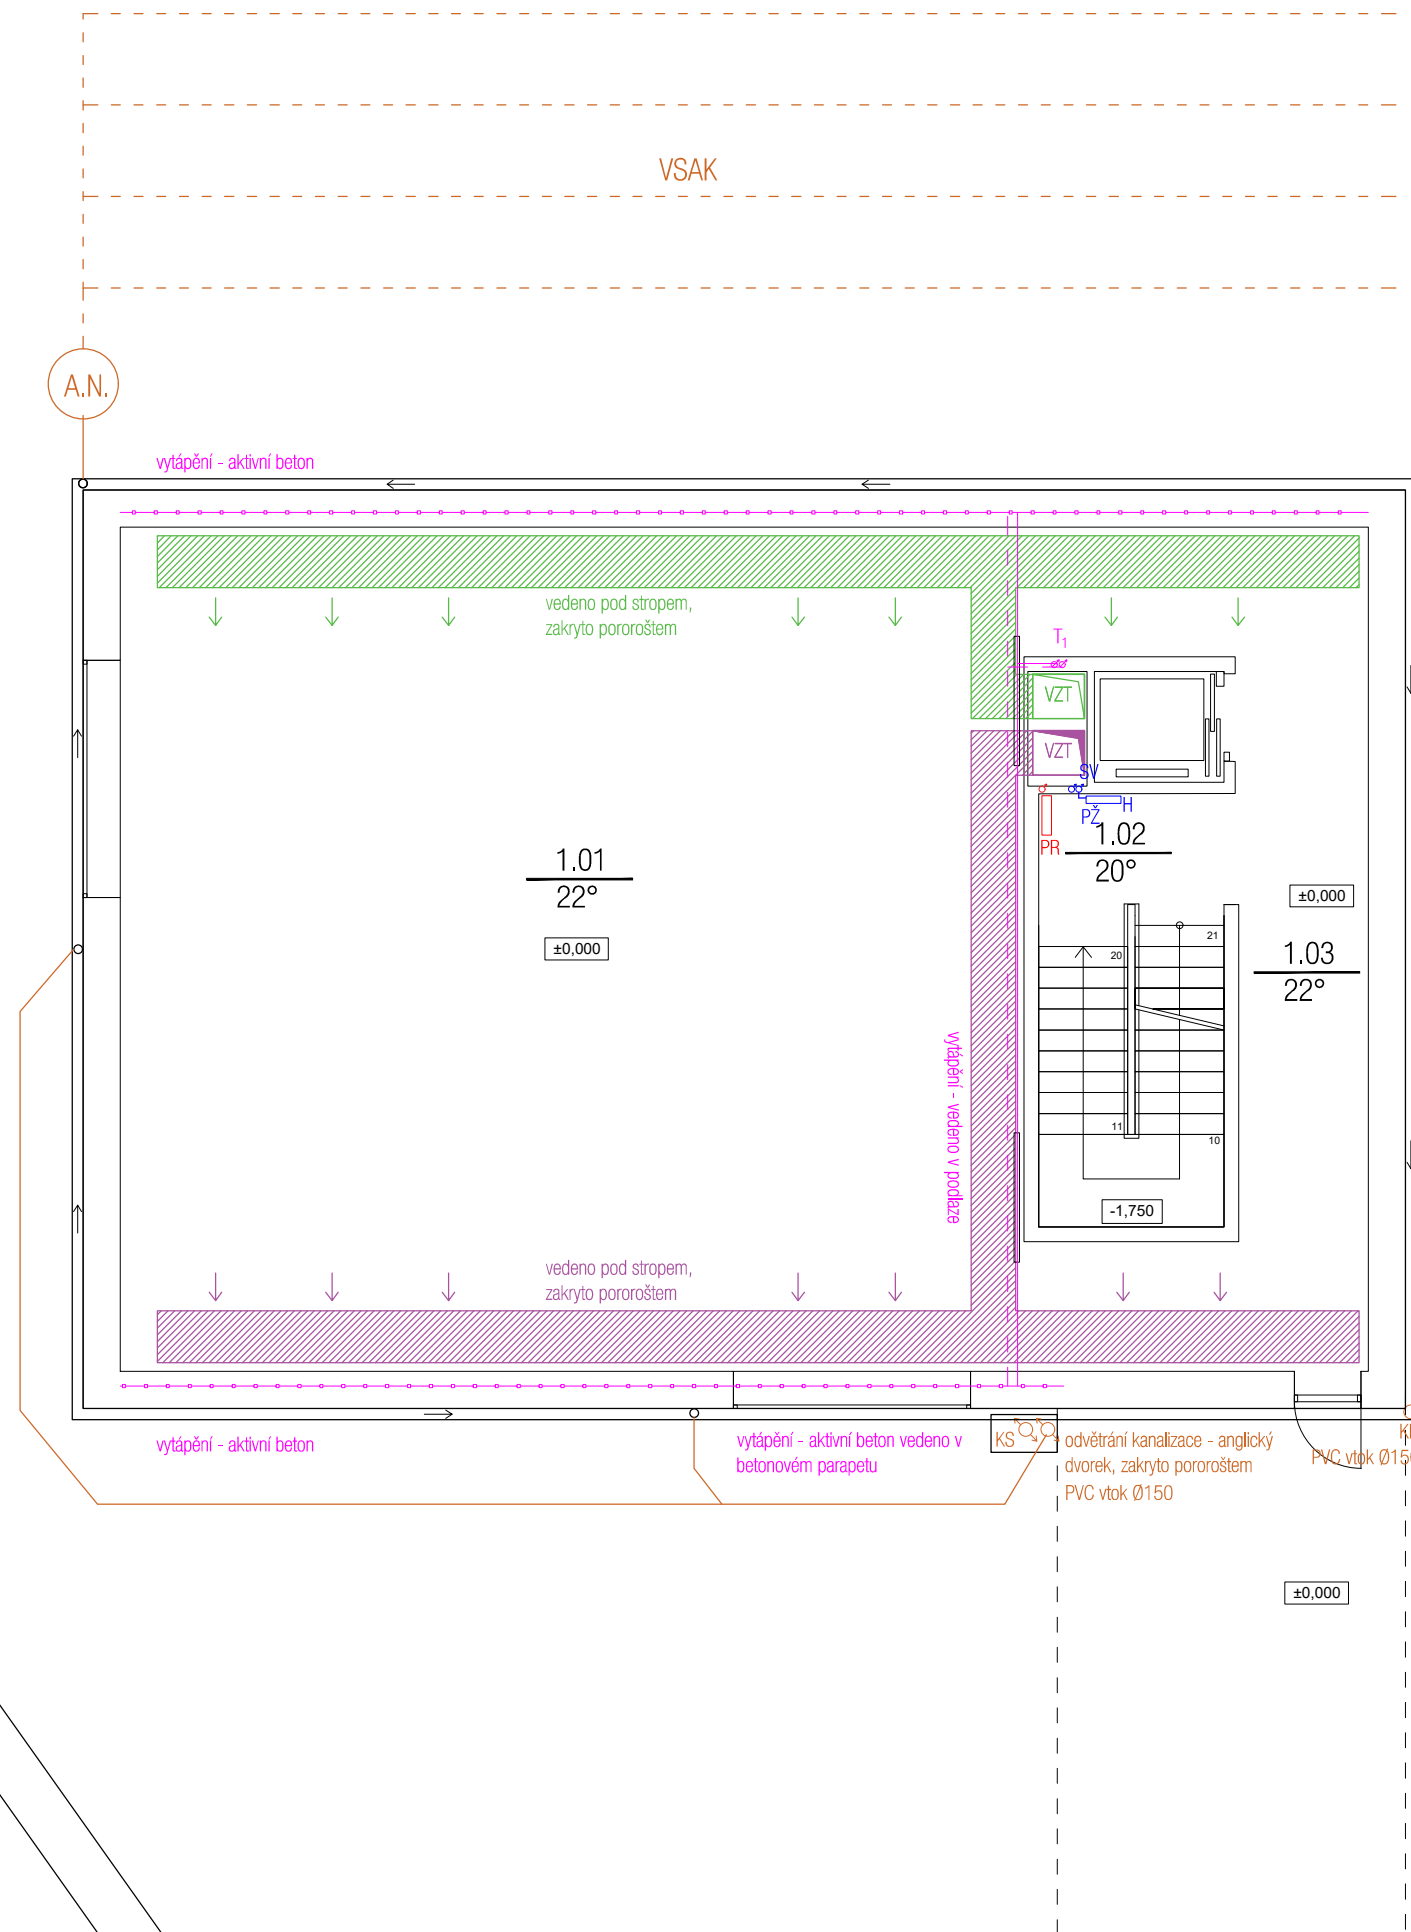 VSAK
A.N.
vytápění - aktivní beton
vedeno pod stropem,
zakryto pororoštem
T1
VZT
VZT
SV
H
PŽ
PR
1.02
20°
1.01
22°
±0,000
±0,000
21
20
1.03
22°
vytápění - vedeno v podlaze
11
10
-1,750
vedeno pod stropem,
zakryto pororoštem
vytápění - aktivní beton
vytápění - aktivní beton vedeno v
betonovém parapetu
KS
odvětrání kanalizace - anglický
dvorek, zakryto pororoštem
PVC vtok Ø150
PVC vtok Ø150
±0,000